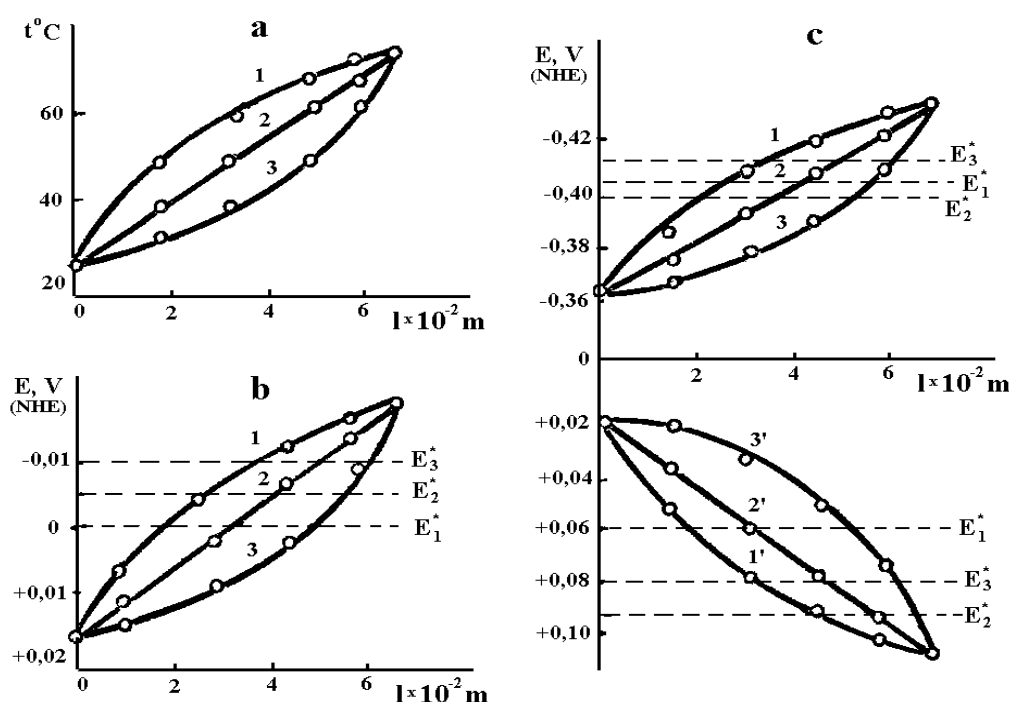 a
t°C
60
40
20
1
2
3
0
2
4
6
l×10⁻² m
b
E, V
(NHE)
-0,01
0
+0,01
+0,02
1
2
3
E₃*
E₂*
E₁*
0
2
4
6
l×10⁻² m
c
E, V
(NHE)
-0,42
-0,40
-0,38
-0,36
0
1
2
3
E₃*
E₁*
E₂*
2
4
6
l×10⁻² m
+0,02
+0,04
+0,06
+0,08
+0,10
3'
2'
1'
E₁*
E₃*
E₂*